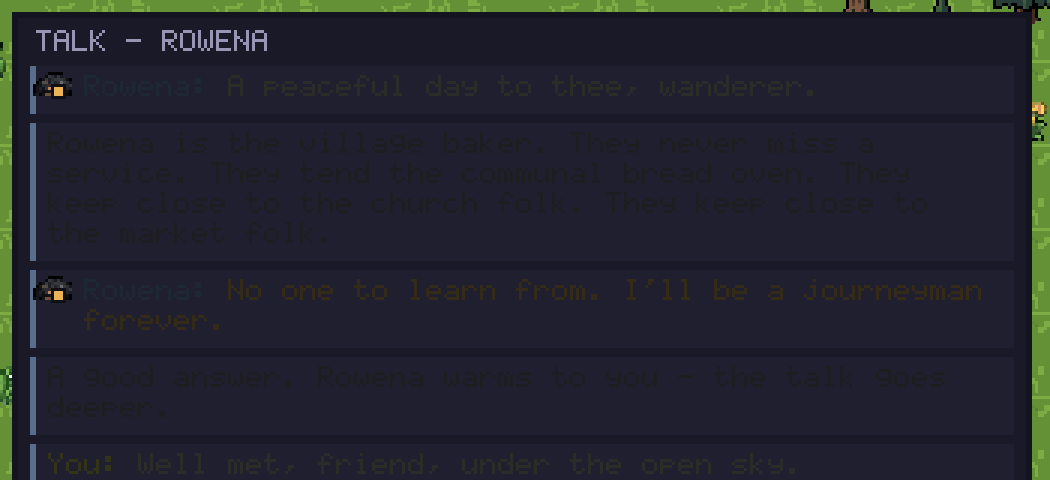 TALK - ROWENA
Rowena: A peaceful day to thee, wanderer.
Rowena is the village baker. They never miss a
service. They tend the communal bread oven. They
keep close to the church folk. They keep close to
the market folk.
Rowena: No one to learn from. I'll be a journeyman
forever.
A good answer. Rowena warms to you - the talk goes
deeper.
You: Well met, friend, under the open sky.